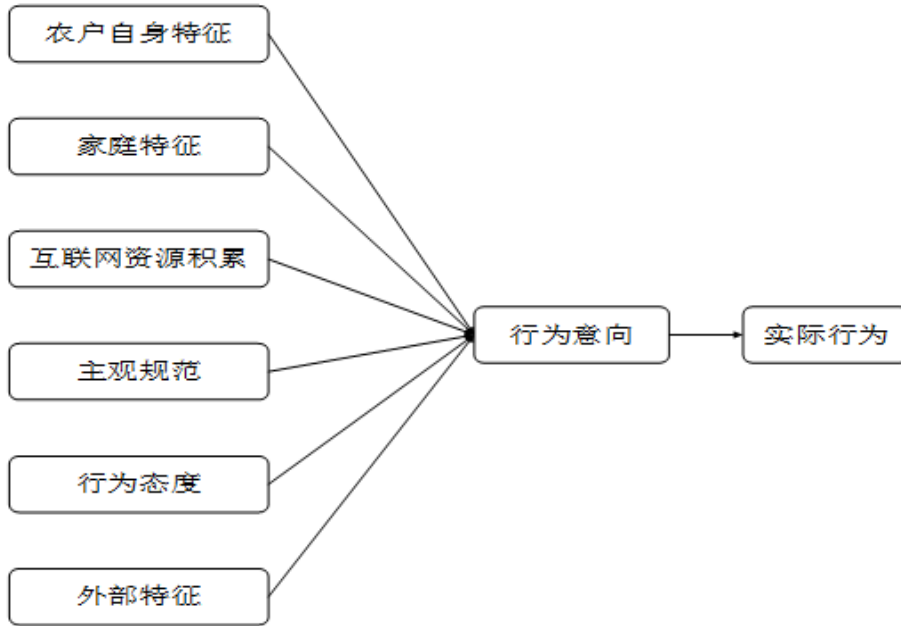 农户自身特征
家庭特征
互联网资源积累
主观规范
行为态度
外部特征
行为意向
实际行为